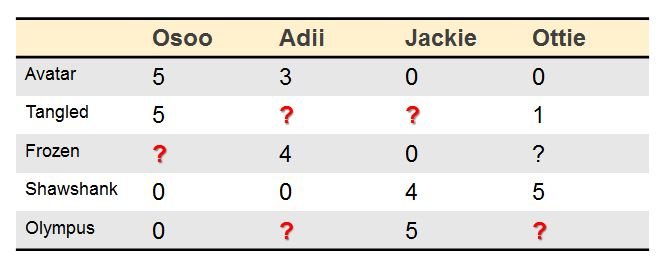 Osoo Adii Jackie Ottie
Avatar 5 3 0 0
Tangled 5 ? ? 1
Frozen ? 4 0 ?
Shawshank 0 0 4 5
Olympus 0 ? 5 ?